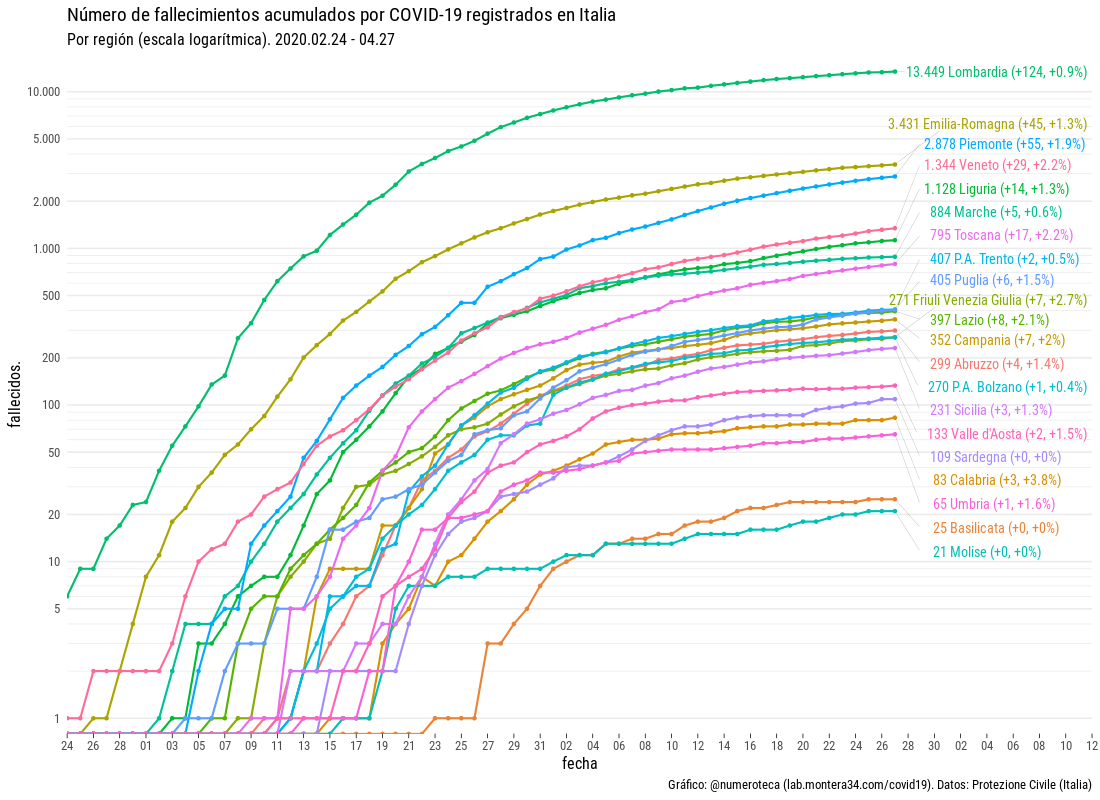 Número de fallecimientos acumulados por COVID-19 registrados en Italia
Por región (escala logarítmica). 2020.02.24 - 04.27
fallecidos.
10.000
5.000
2.000
1.000
500
200
100
50
20
10
5
1
13.449 Lombardia (+124, +0.9%)
3.431 Emilia-Romagna (+45, +1.3%)
2.878 Piemonte (+55, +1.9%)
1.344 Veneto (+29, +2.2%)
1.128 Liguria (+14, +1.3%)
884 Marche (+5, +0.6%)
795 Toscana (+17, +2.2%)
407 P.A. Trento (+2, +0.5%)
405 Puglia (+6, +1.5%)
271 Friuli Venezia Giulia (+7, +2.7%)
397 Lazio (+8, +2.1%)
352 Campania (+7, +2%)
299 Abruzzo (+4, +1.4%)
270 P.A. Bolzano (+1, +0.4%)
231 Sicilia (+3, +1.3%)
133 Valle d'Aosta (+2, +1.5%)
109 Sardegna (+0, +0%)
83 Calabria (+3, +3.8%)
65 Umbria (+1, +1.6%)
25 Basilicata (+0, +0%)
21 Molise (+0, +0%)
24 26 28 01 03 05 07 09 11 13 15 17 19 21 23 25 27 29 31 02 04 06 08 10 12 14 16 18 20 22 24 26 28 30 02 04 06 08 10 12
fecha
Gráfico: @numeroteca (lab.montera34.com/covid19). Datos: Protezione Civile (Italia)